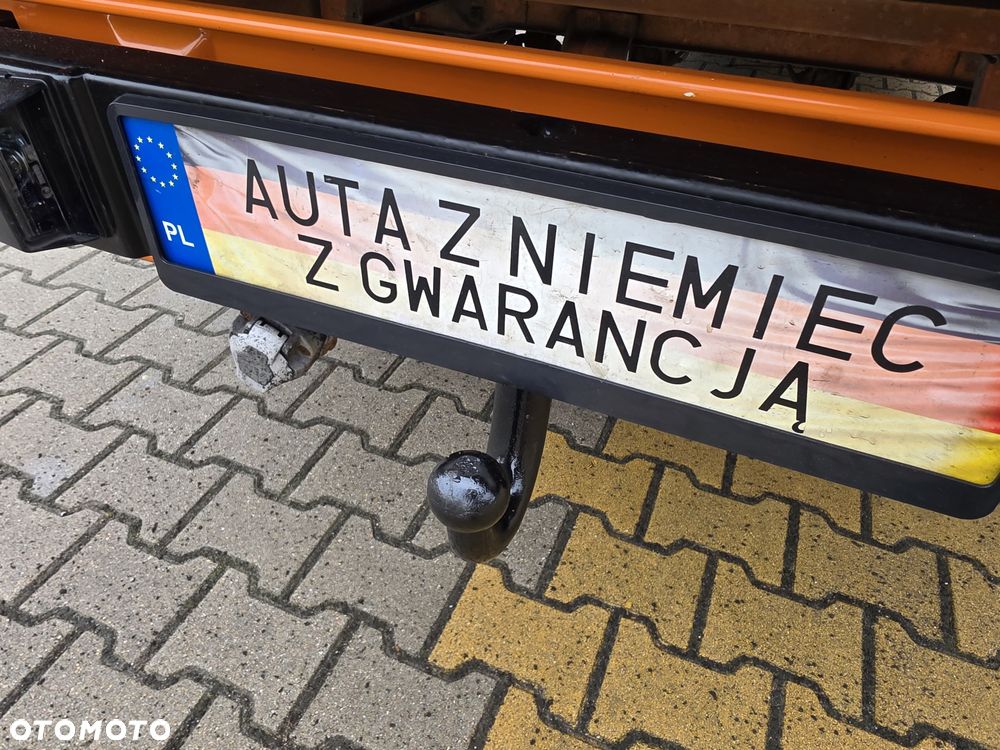 PL
AUTA Z NIEMIEC
Z GWARANCJĄ
OTOMOTO